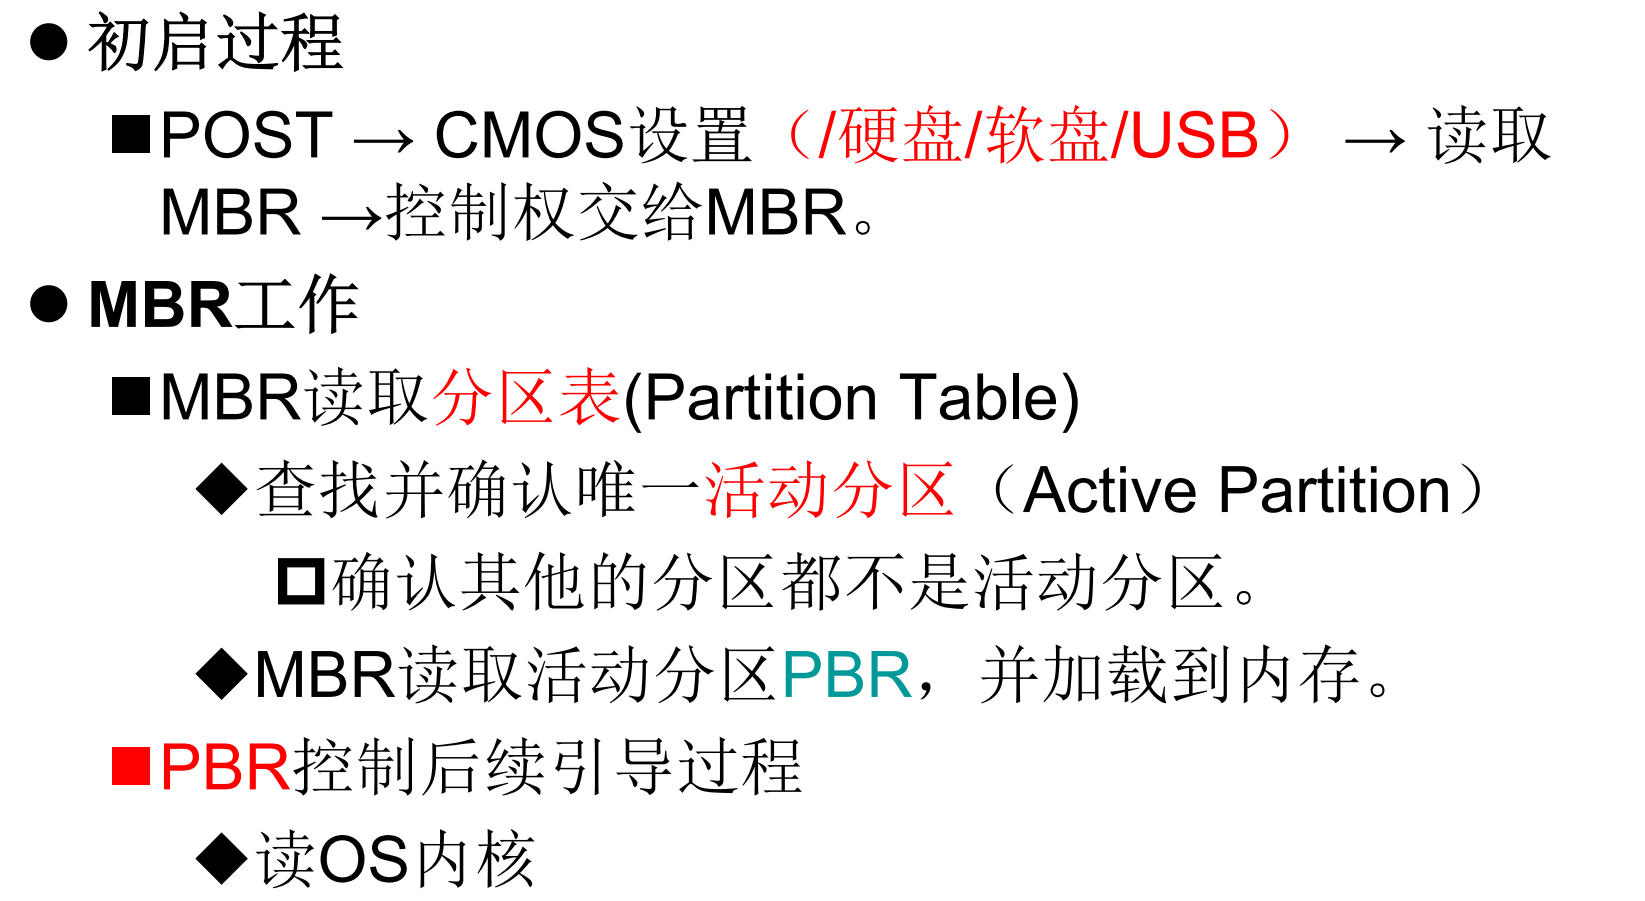 ● 初启过程
■POST → CMOS设置（/硬盘/软盘/USB） → 读取
MBR →控制权交给MBR。
● MBR工作
■MBR读取分区表(Partition Table)
◆查找并确认唯一活动分区（Active Partition）
□确认其他的分区都不是活动分区。
◆MBR读取活动分区PBR，并加载到内存。
■PBR控制后续引导过程
◆读OS内核